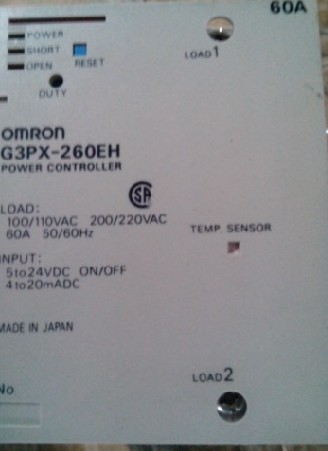 60A
POWER
SHORT
OPEN
RESET
DUTY
LOAD1
OMRON
G3PX-260EH
POWER CONTROLLER
SA
LOAD:
100/110VAC 200/220VAC
60A 50/60Hz
TEMP. SENSOR
INPUT:
5to24VDC ON/OFF
4to20mADC
MADE IN JAPAN
LOAD2
No